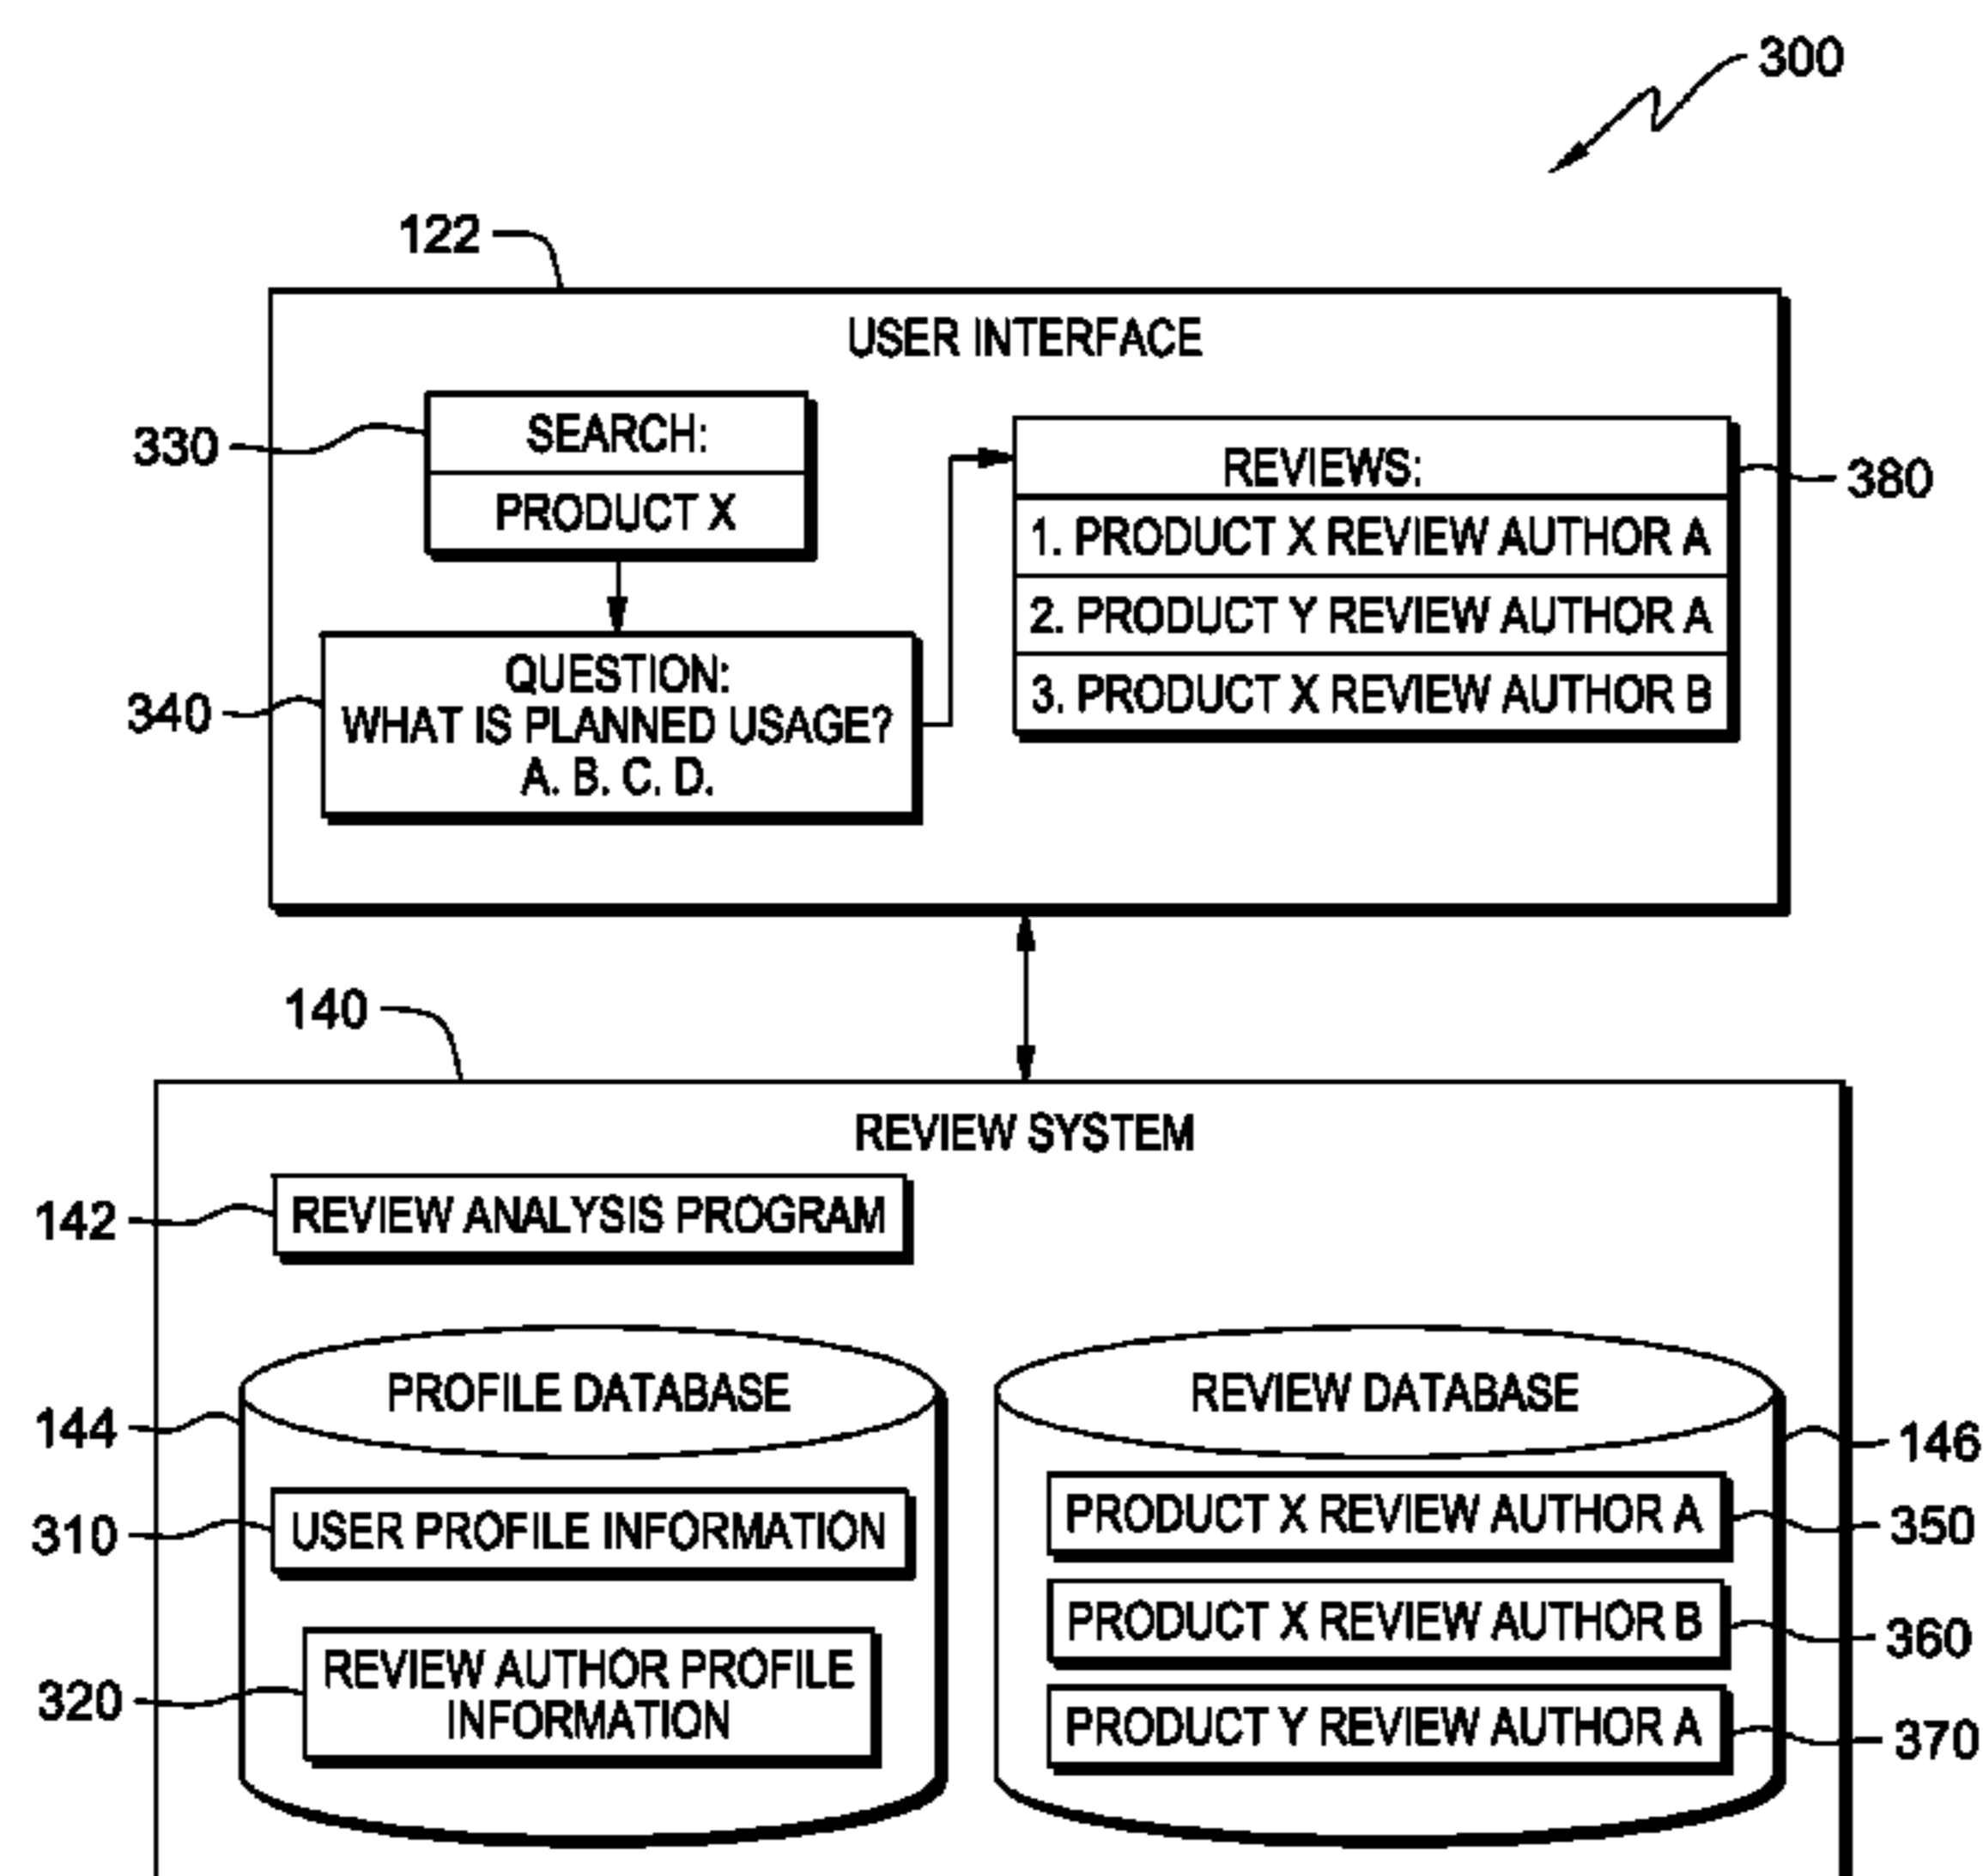 300
122
USER INTERFACE
330
SEARCH:
PRODUCT X
340
QUESTION:
WHAT IS PLANNED USAGE?
A. B. C. D.
REVIEWS:
380
1. PRODUCT X REVIEW AUTHOR A
2. PRODUCT Y REVIEW AUTHOR A
3. PRODUCT X REVIEW AUTHOR B
140
REVIEW SYSTEM
142
REVIEW ANALYSIS PROGRAM
PROFILE DATABASE
144
310
USER PROFILE INFORMATION
320
REVIEW AUTHOR PROFILE
INFORMATION
REVIEW DATABASE
146
PRODUCT X REVIEW AUTHOR A
350
PRODUCT X REVIEW AUTHOR B
360
PRODUCT Y REVIEW AUTHOR A
370